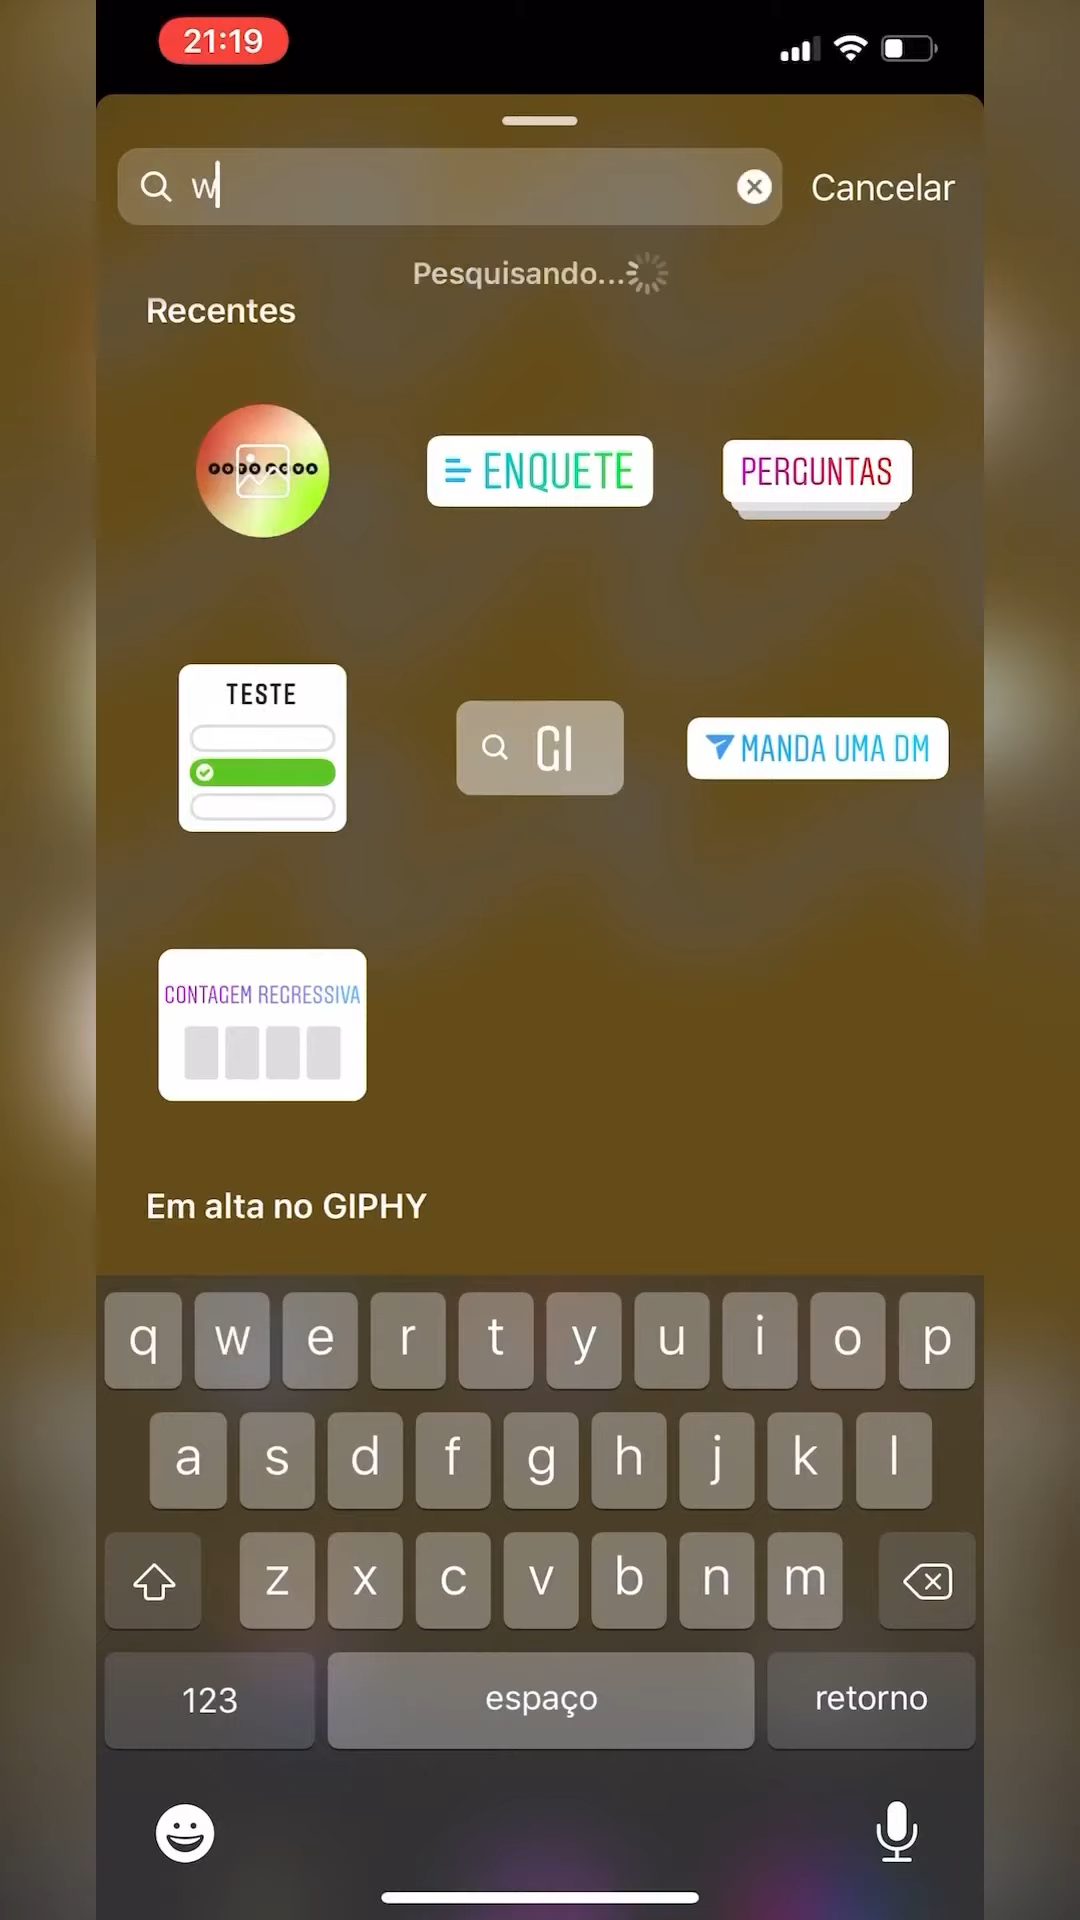 21:19
w
Cancelar
Pesquisando...
Recentes
ENQUETE
PERGUNTAS
TESTE
GI
MANDA UMA DM
CONTAGEM REGRESSIVA
Em alta no GIPHY
q w e r t y u i o p
a s d f g h j k l
z x c v b n m
123 espaço retorno